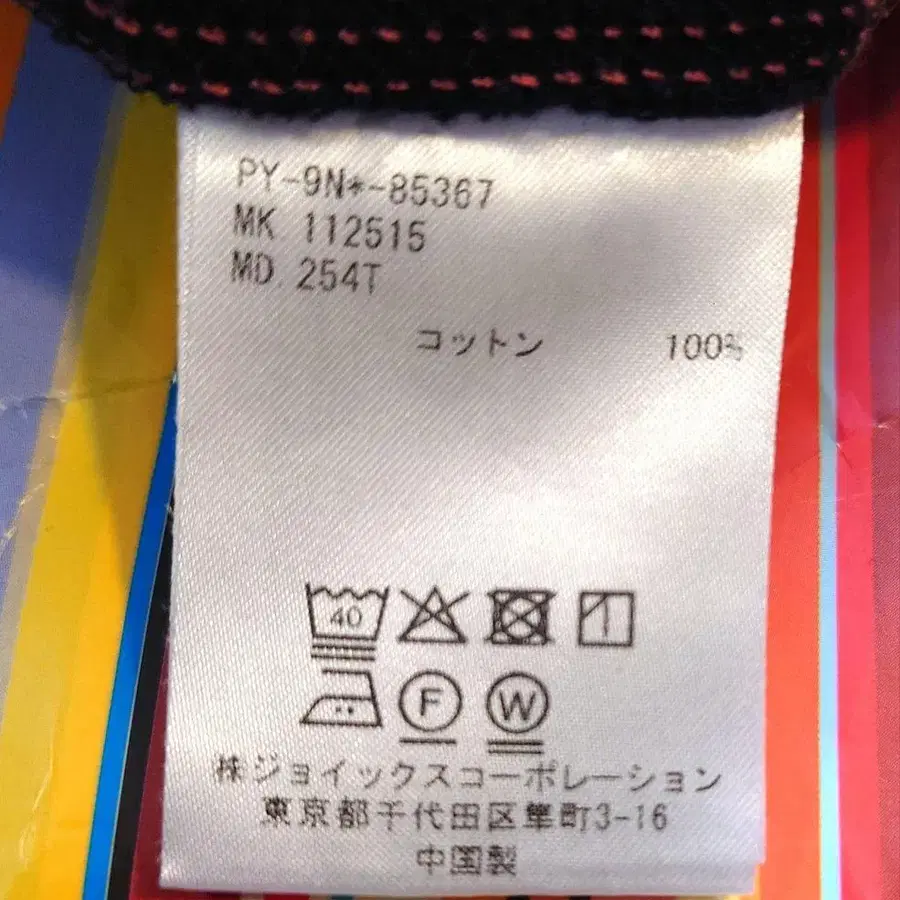 PY-9N*-85367
MK 112515
MD 254T
コットン 100%
40
F W
㈱ジョイックスコーポレーション
東京都千代田区隼町3-16
中国製